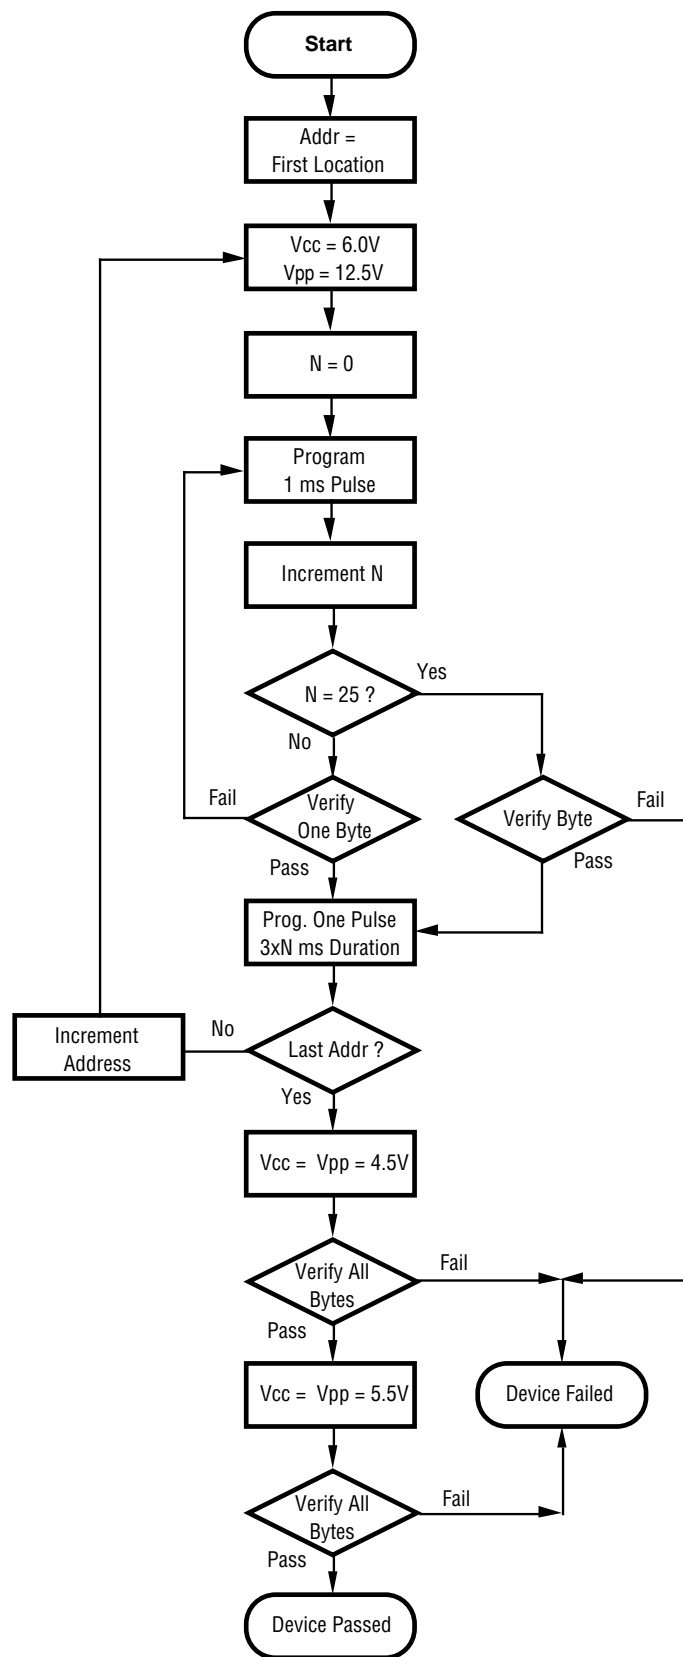 Start
Addr =
First Location
Vcc = 6.0V
Vpp = 12.5V
N = 0
Program
1 ms Pulse
Increment N
N = 25 ?
Yes
No
Verify
One Byte
Fail
Verify Byte
Fail
Pass
Pass
Prog. One Pulse
3xN ms Duration
Increment
Address
No
Last Addr ?
Yes
Vcc = Vpp = 4.5V
Verify All
Bytes
Fail
Pass
Vcc = Vpp = 5.5V
Device Failed
Verify All
Bytes
Fail
Pass
Device Passed